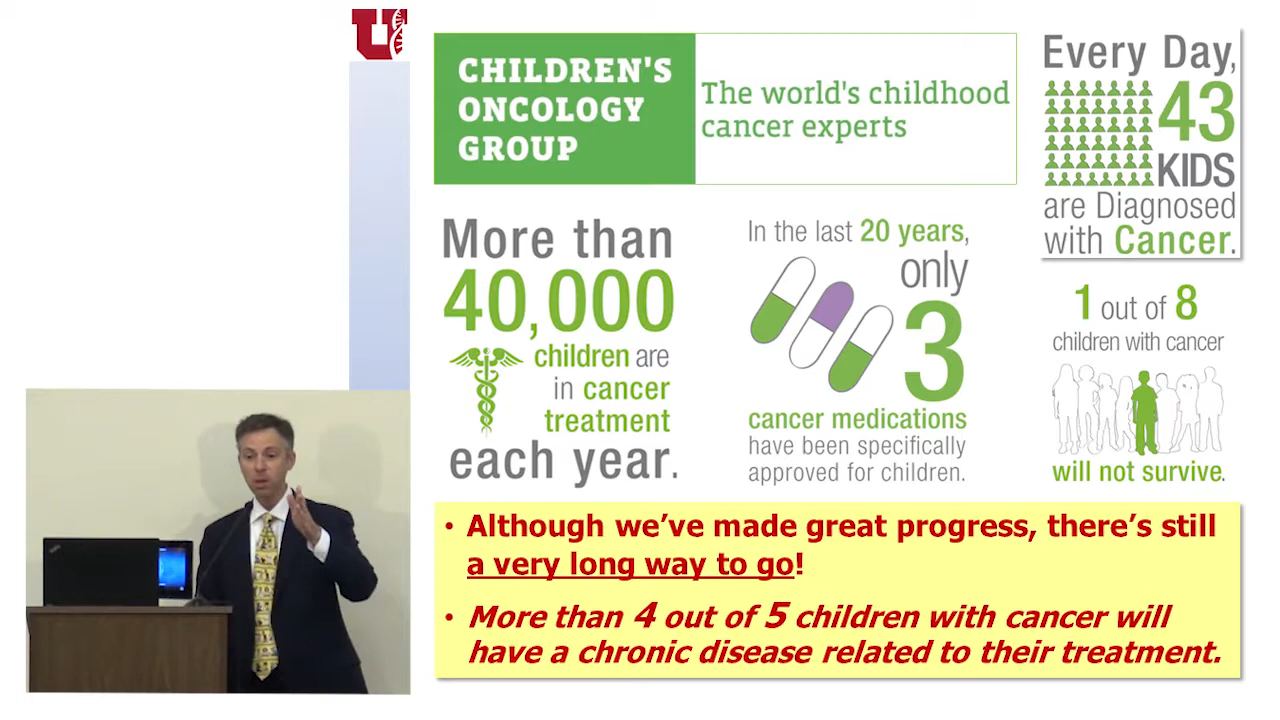 U
CHILDREN'S
ONCOLOGY
GROUP
The world's childhood
cancer experts
Every Day,
43
KIDS
are Diagnosed
with Cancer.
More than
40,000
children are
in cancer
treatment
each year.
In the last 20 years,
only
3
cancer medications
have been specifically
approved for children.
1 out of 8
children with cancer
will not survive.
• Although we've made great progress, there's still
a very long way to go!
• More than 4 out of 5 children with cancer will
have a chronic disease related to their treatment.